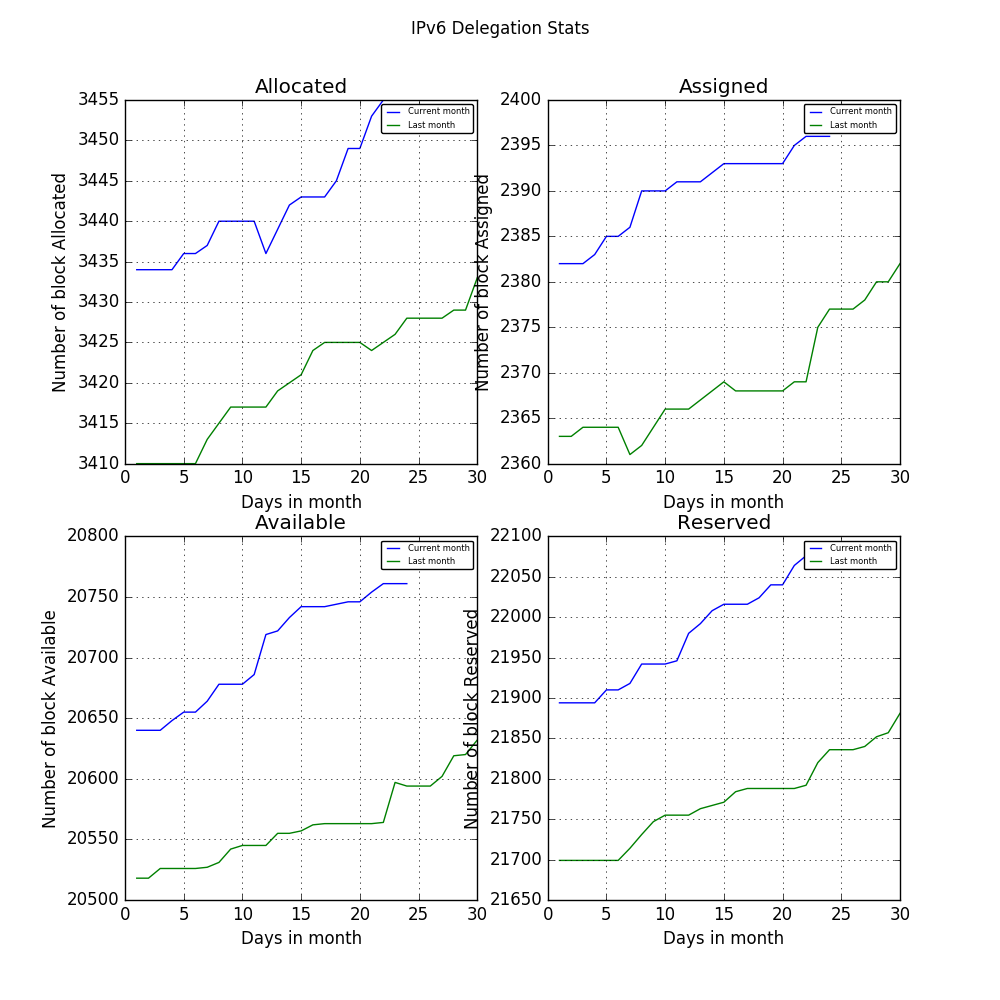 IPv6 Delegation Stats
Allocated
Number of block Allocated
3455
3450
3445
3440
3435
3430
3425
3420
3415
3410
Current month
Last month
0 5 10 15 20 25 30
Days in month
Assigned
Number of block Assigned
2400
2395
2390
2385
2380
2375
2370
2365
2360
Current month
Last month
0 5 10 15 20 25 30
Days in month
Available
Number of block Available
20800
20750
20700
20650
20600
20550
20500
Current month
Last month
0 5 10 15 20 25 30
Days in month
Reserved
Number of block Reserved
22100
22050
22000
21950
21900
21850
21800
21750
21700
21650
Current month
Last month
0 5 10 15 20 25 30
Days in month